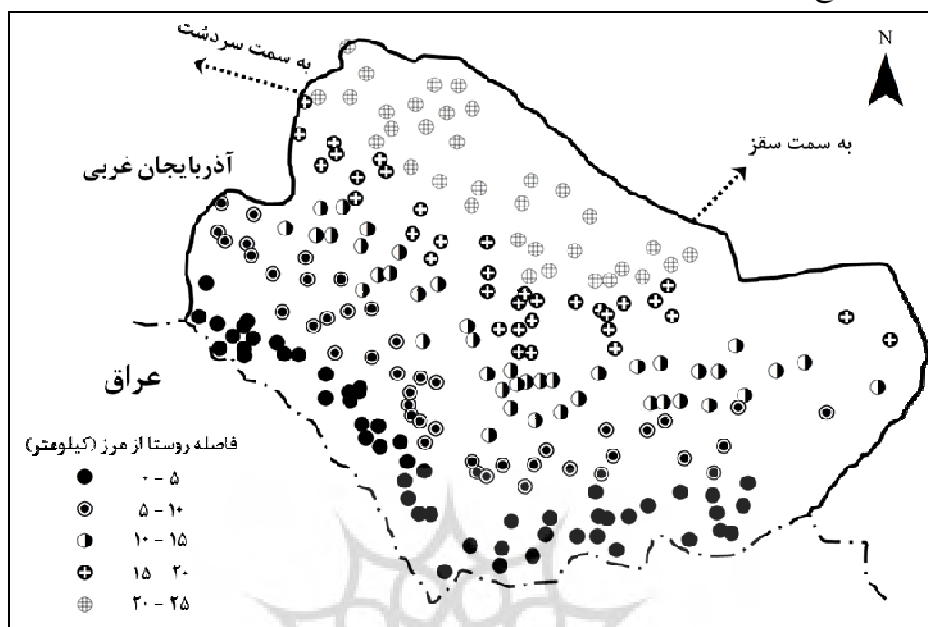 به سمت سردشت
N
به سمت سقز
آذربایجان غربی
عراق
فاصله روستا از مرز (کیلومتر)
۰ - ۵
۵ - ۱۰
۱۰ - ۱۵
۱۵ ۲۰
۲۰ - ۲۵